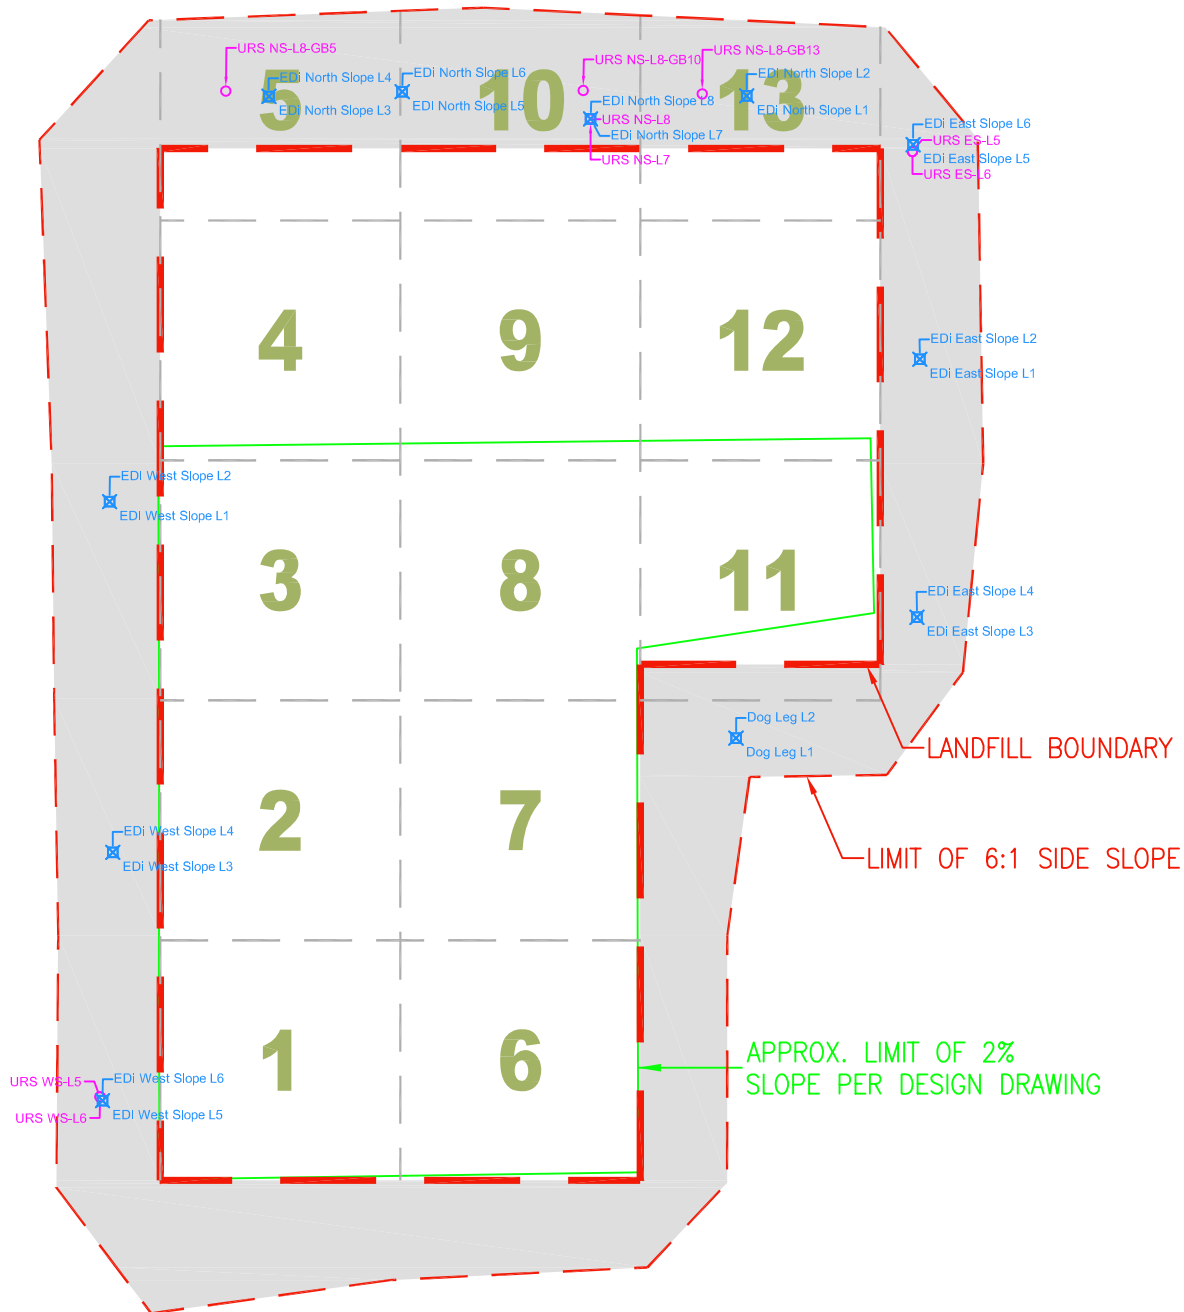 URS NS-L8-GB5
URS NS-L8-GB10
URS NS-L8-GB13
EDi North Slope L4
EDi North Slope L6
EDi North Slope L2
5
10
13
EDi North Slope L3
EDI North Slope L5
EDI North Slope L8
EDi North Slope L1
URS NS-L8
EDi North Slope L7
URS NS-L7
EDi East Slope L6
URS ES-L5
EDi East Slope L5
URS ES-L6
4
9
12
EDi East Slope L2
EDi East Slope L1
EDI West Slope L2
EDI West Slope L1
3
8
11
EDi East Slope L4
EDi East Slope L3
Dog Leg L2
Dog Leg L1
LANDFILL BOUNDARY
2
7
EDi West Slope L4
EDi West Slope L3
LIMIT OF 6:1 SIDE SLOPE
1
6
APPROX. LIMIT OF 2%
SLOPE PER DESIGN DRAWING
URS WS-L5
EDi West Slope L6
URS WS-L6
EDI West Slope L5